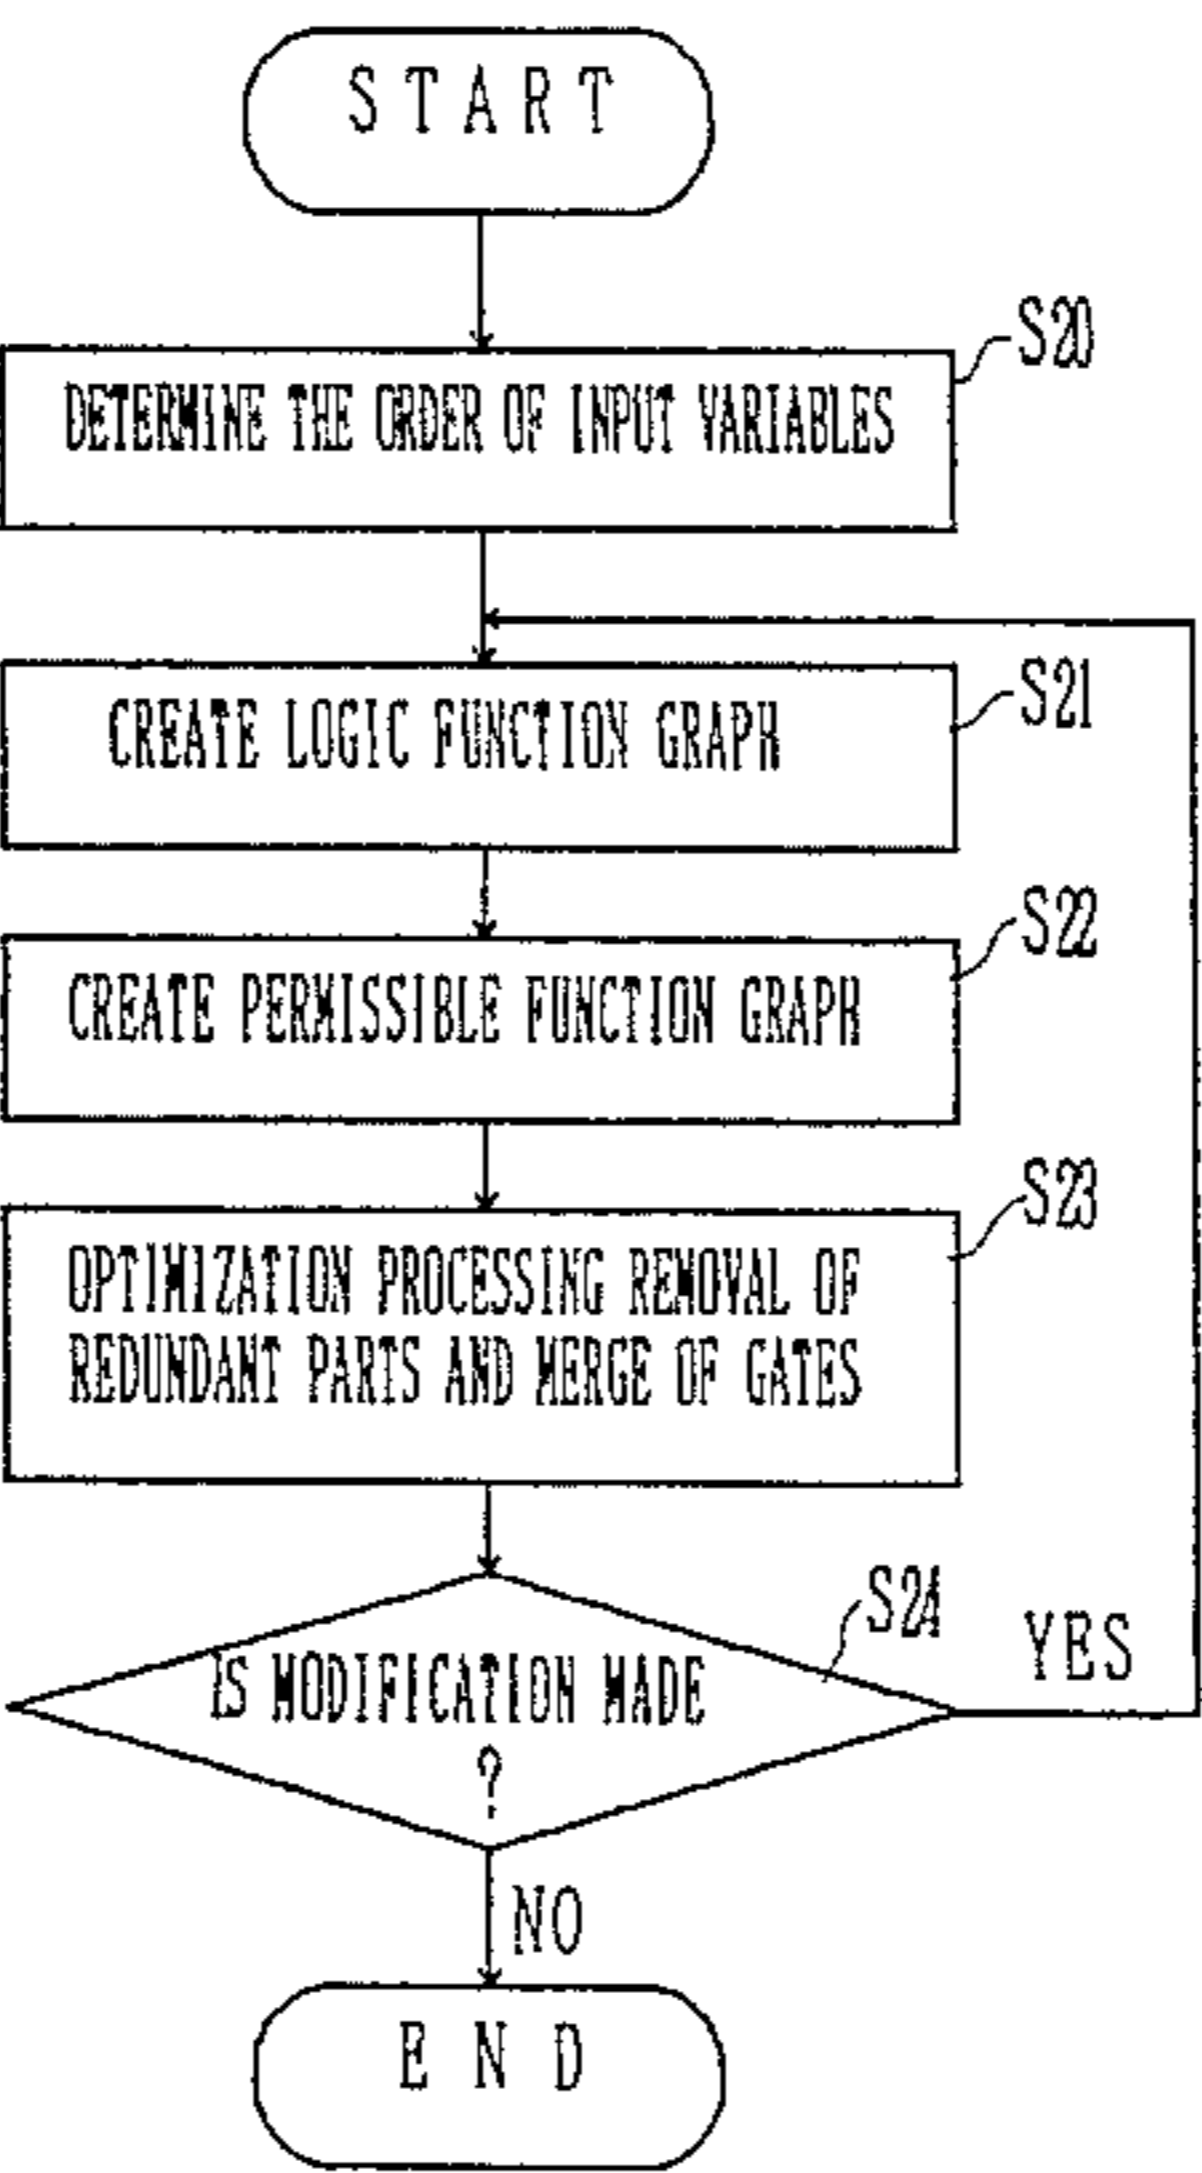 START
S20
DETERMINE THE ORDER OF INPUT VARIABLES
S21
CREATE LOGIC FUNCTION GRAPH
S22
CREATE PERMISSIBLE FUNCTION GRAPH
S23
OPTIMIZATION PROCESSING REMOVAL OF
REDUNDANT PARTS AND MERGE OF GATES
S24
YES
IS MODIFICATION MADE
?
NO
END